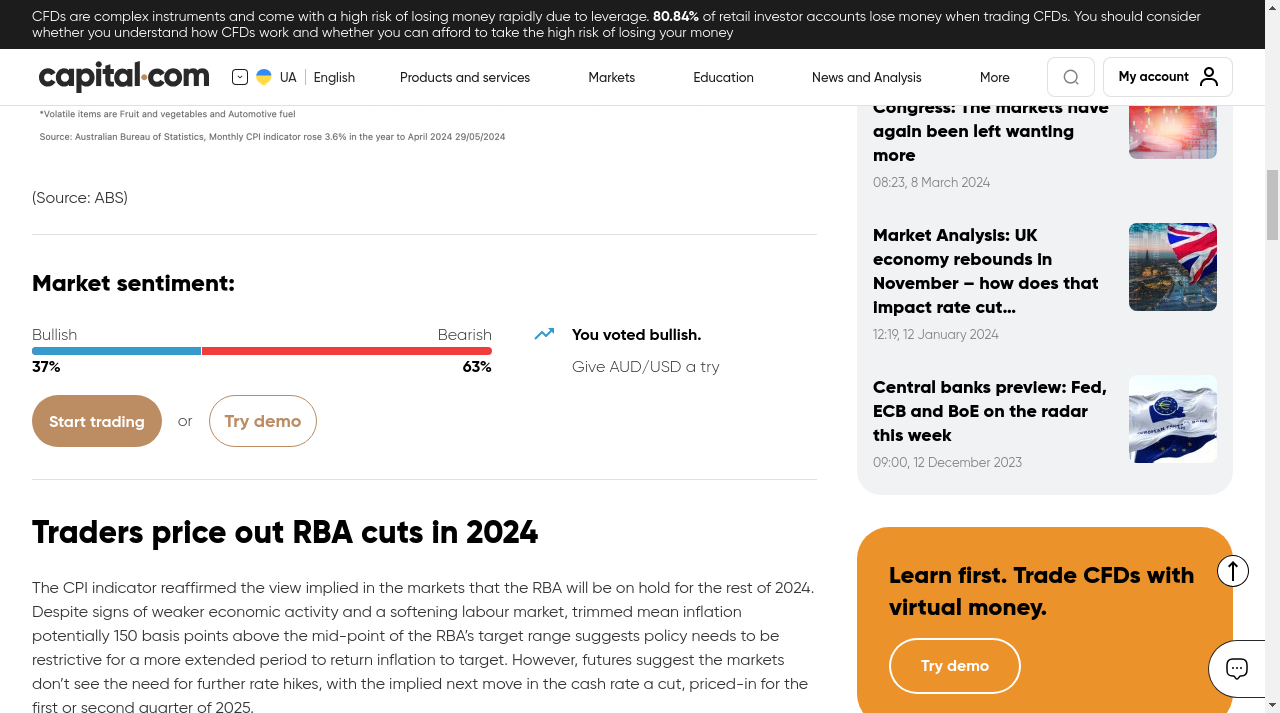 CFDs are complex instruments and come with a high risk of losing money rapidly due to leverage. 80.84% of retail investor accounts lose money when trading CFDs. You should consider
whether you understand how CFDs work and whether you can afford to take the high risk of losing your money
capital.com
UA
English
Products and services
Markets
Education
News and Analysis
More
My account
*Volatile items are Fruit and vegetables and Automotive fuel
Source: Australian Bureau of Statistics, Monthly CPI indicator rose 3.6% in the year to April 2024 29/05/2024
(Source: ABS)
Market sentiment:
Bullish
Bearish
37%
63%
You voted bullish.
Give AUD/USD a try
Start trading
or
Try demo
Traders price out RBA cuts in 2024
The CPI indicator reaffirmed the view implied in the markets that the RBA will be on hold for the rest of 2024.
Despite signs of weaker economic activity and a softening labour market, trimmed mean inflation
potentially 150 basis points above the mid-point of the RBA’s target range suggests policy needs to be
restrictive for a more extended period to return inflation to target. However, futures suggest the markets
don’t see the need for further rate hikes, with the implied next move in the cash rate a cut, priced-in for the
first or second quarter of 2025.
Congress: The markets have
again been left wanting
more
08:23, 8 March 2024
Market Analysis: UK
economy rebounds in
November – how does that
impact rate cut…
12:19, 12 January 2024
Central banks preview: Fed,
ECB and BoE on the radar
this week
09:00, 12 December 2023
Learn first. Trade CFDs with
virtual money.
Try demo